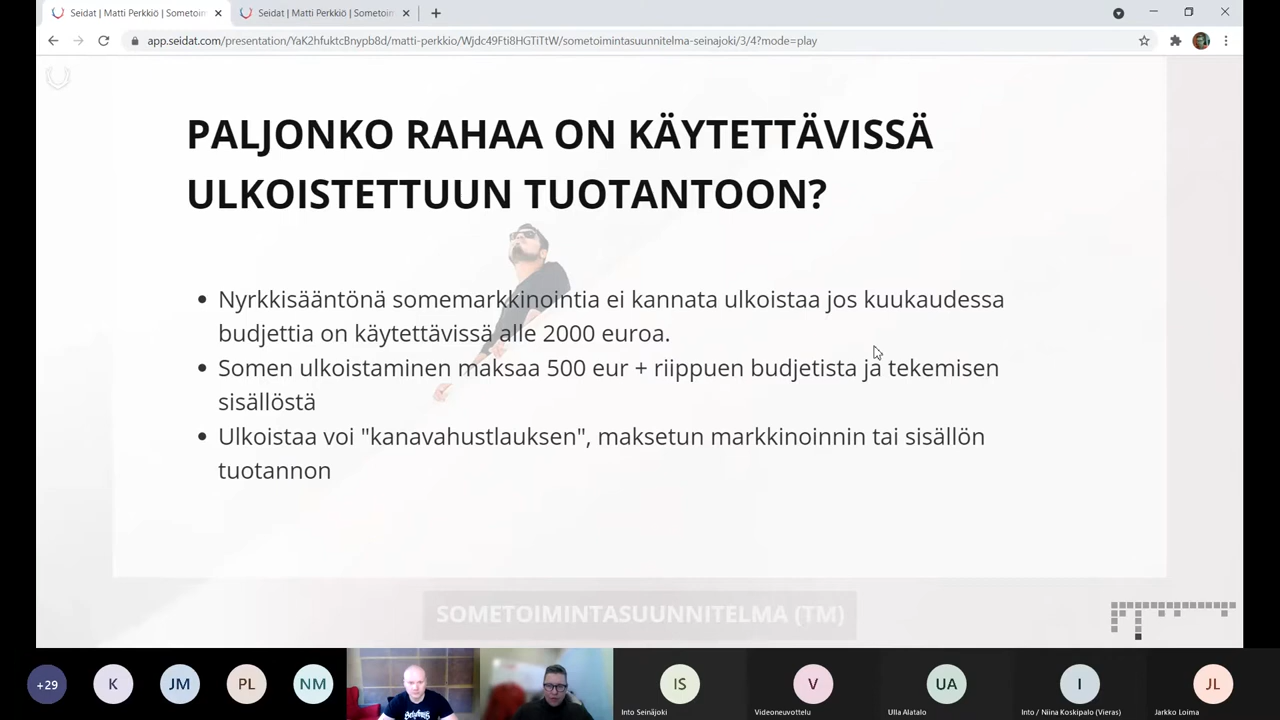 Seidat | Matti Perkkiö | Sometoim
Seidat | Matti Perkkiö | Sometoim
app.seidat.com/presentation/YaK2hfuktcBnypb8d/matti-perkkio/Wjdc49Fti8HGTiTtW/sometoimintasuunnitelma-seinajoki/3/4?mode=play
PALJONKO RAHAA ON KÄYTETTÄVISSÄ
ULKOISTETTUUN TUOTANTOON?
• Nyrkkisääntönä somemarkkinointia ei kannata ulkoistaa jos kuukaudessa
budjettia on käytettävissä alle 2000 euroa.
• Somen ulkoistaminen maksaa 500 eur + riippuen budjetista ja tekemisen
sisällöstä
• Ulkoistaa voi "kanavahustlauksen", maksetun markkinoinnin tai sisällön
tuotannon
SOMETOIMINTASUUNNITELMA (TM)
+29
K
JM
PL
NM
IS
V
UA
I
JL
Into Seinäjoki
Videoneuvottelu
Ulla Alatalo
Into / Niina Koskipalo (Vieras)
Jarkko Loima